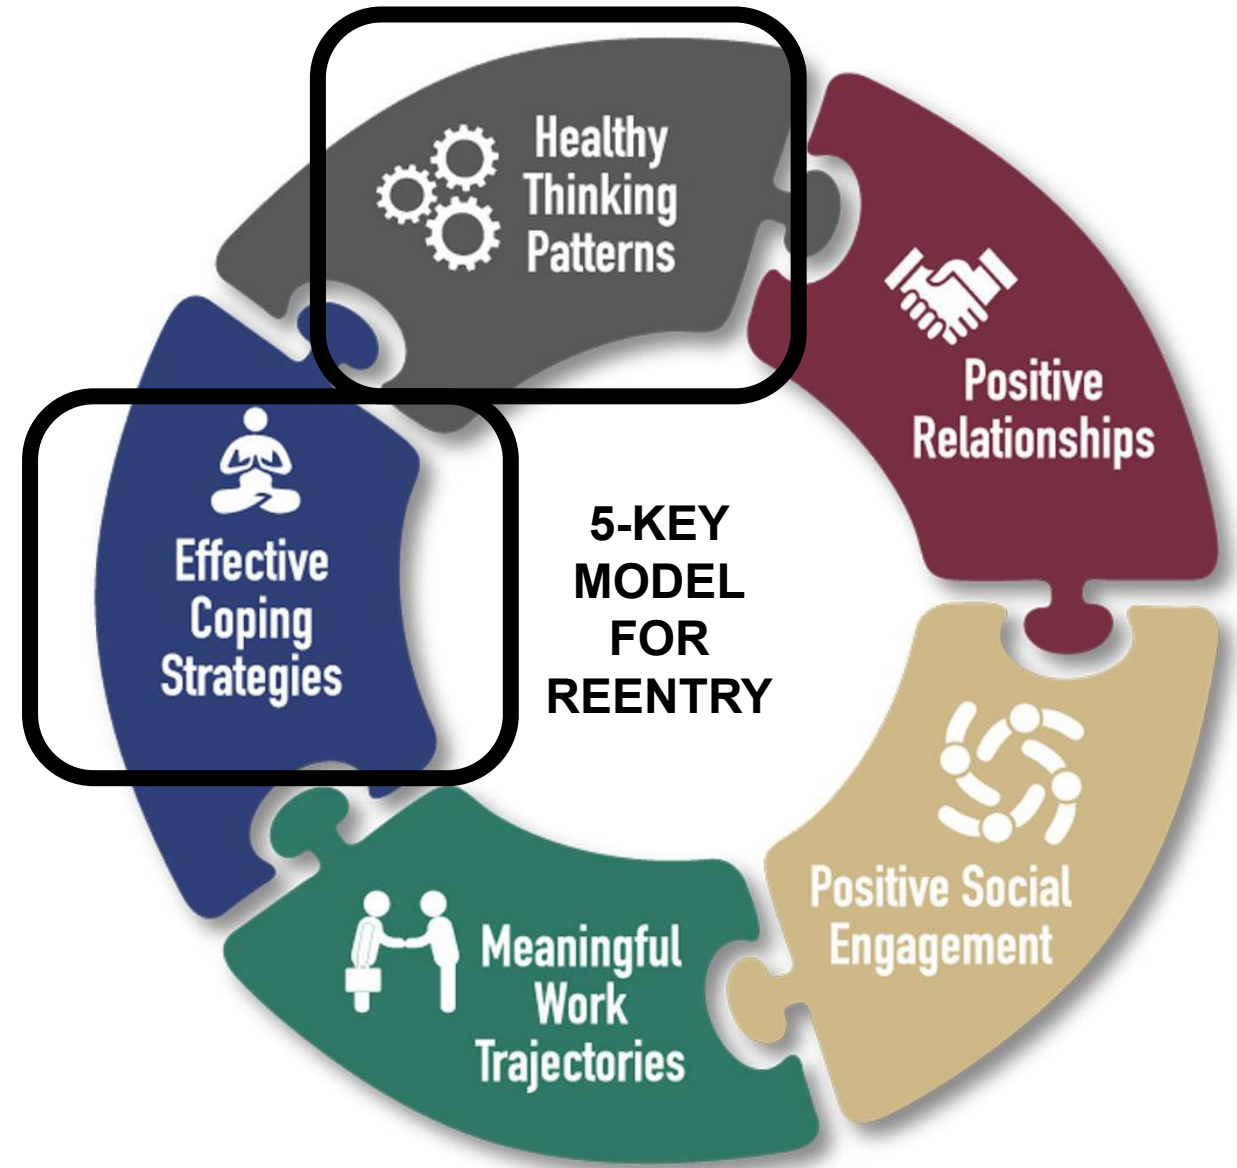 Healthy
Thinking
Patterns
Positive
Relationships
Effective
Coping
Strategies
5-KEY
MODEL
FOR
REENTRY
Positive Social
Engagement
Meaningful
Work
Trajectories